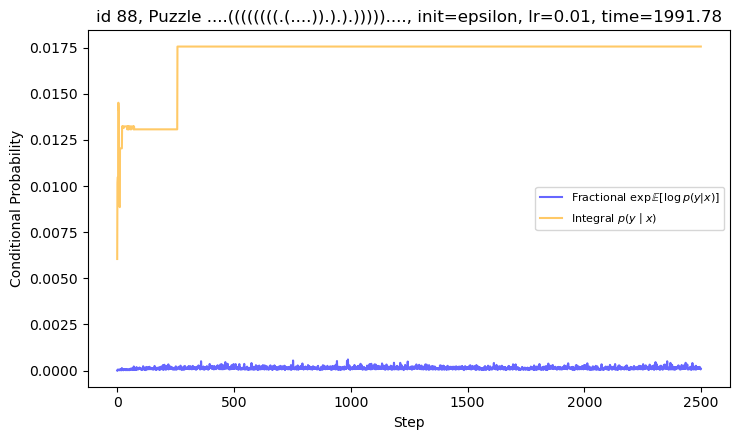 id 88, Puzzle ....((((((((.(....)).).).)))))...., init=epsilon, lr=0.01, time=1991.78
0.0175
0.0150
0.0125
0.0100
0.0075
0.0050
0.0025
0.0000
Conditional Probability
Fractional exp𝔼[log p(y|x)]
Integral p(y | x)
0 500 1000 1500 2000 2500
Step